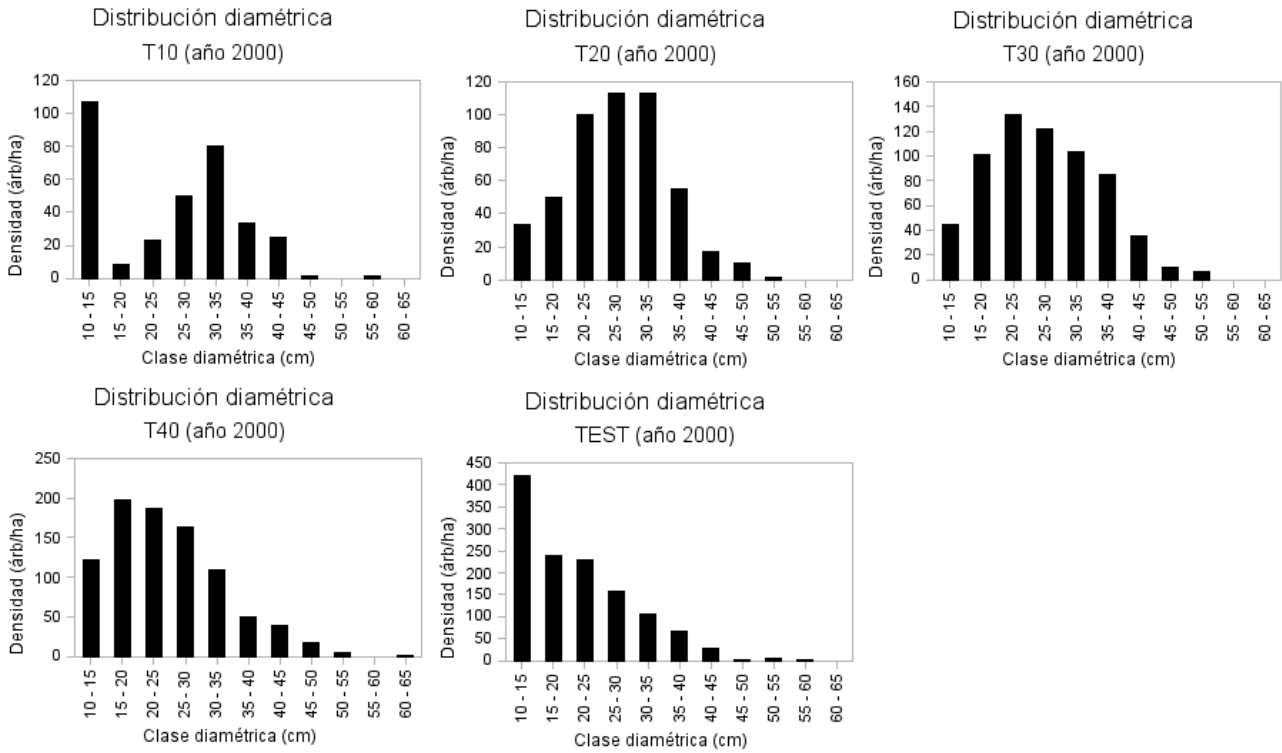 Distribución diamétrica
T10 (año 2000)
120
100
80
60
40
20
0
Densidad (árb/ha)
10 - 15
15 - 20
20 - 25
25 - 30
30 - 35
35 - 40
40 - 45
45 - 50
50 - 55
55 - 60
60 - 65
Clase diamétrica (cm)
Distribución diamétrica
T20 (año 2000)
120
100
80
60
40
20
0
Densidad (árb/ha)
10 - 15
15 - 20
20 - 25
25 - 30
30 - 35
35 - 40
40 - 45
45 - 50
50 - 55
55 - 60
60 - 65
Clase diamétrica (cm)
Distribución diamétrica
T30 (año 2000)
160
140
120
100
80
60
40
20
0
Densidad (árb/ha)
10 - 15
15 - 20
20 - 25
25 - 30
30 - 35
35 - 40
40 - 45
45 - 50
50 - 55
55 - 60
60 - 65
Clase diamétrica (cm)
Distribución diamétrica
T40 (año 2000)
250
200
150
100
50
0
Densidad (árb/ha)
10 - 15
15 - 20
20 - 25
25 - 30
30 - 35
35 - 40
40 - 45
45 - 50
50 - 55
55 - 60
60 - 65
Clase diamétrica (cm)
Distribución diamétrica
TEST (año 2000)
450
400
350
300
250
200
150
100
50
0
Densidad (árb/ha)
10 - 15
15 - 20
20 - 25
25 - 30
30 - 35
35 - 40
40 - 45
45 - 50
50 - 55
55 - 60
60 - 65
Clase diamétrica (cm)